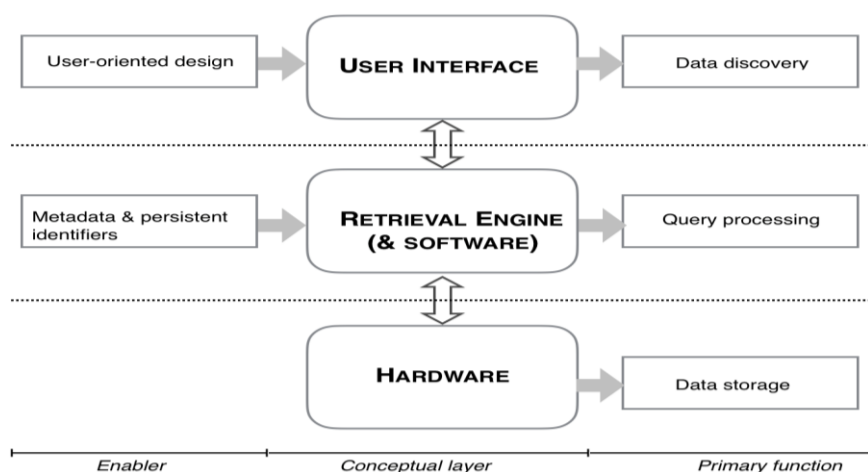 User-oriented design
USER INTERFACE
Data discovery
Metadata & persistent
identifiers
RETRIEVAL ENGINE
(& SOFTWARE)
Query processing
HARDWARE
Data storage
Enabler
Conceptual layer
Primary function